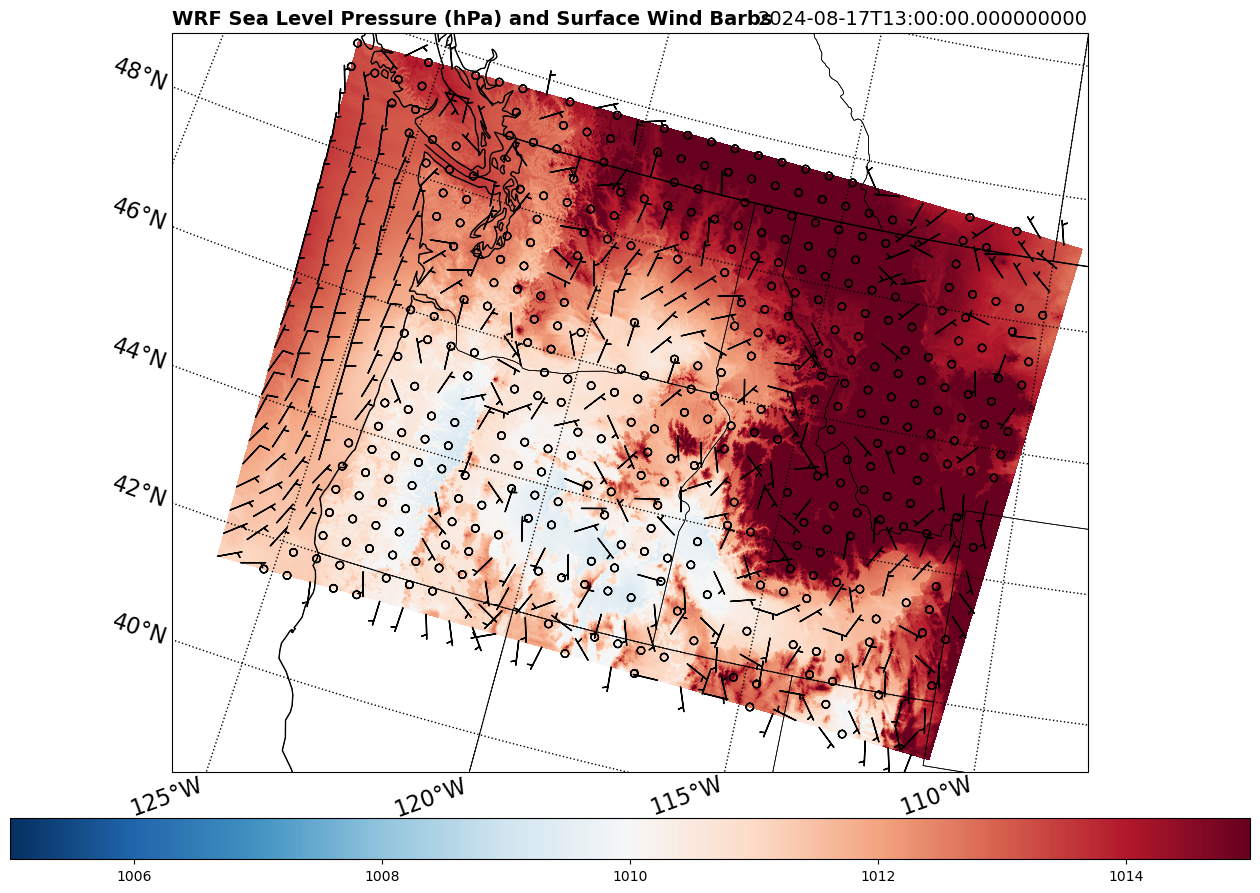 WRF Sea Level Pressure (hPa) and Surface Wind Barbs
2024-08-17T13:00:00.000000000
48°N
46°N
44°N
42°N
40°N
125°W
120°W
115°W
110°W
1006
1008
1010
1012
1014